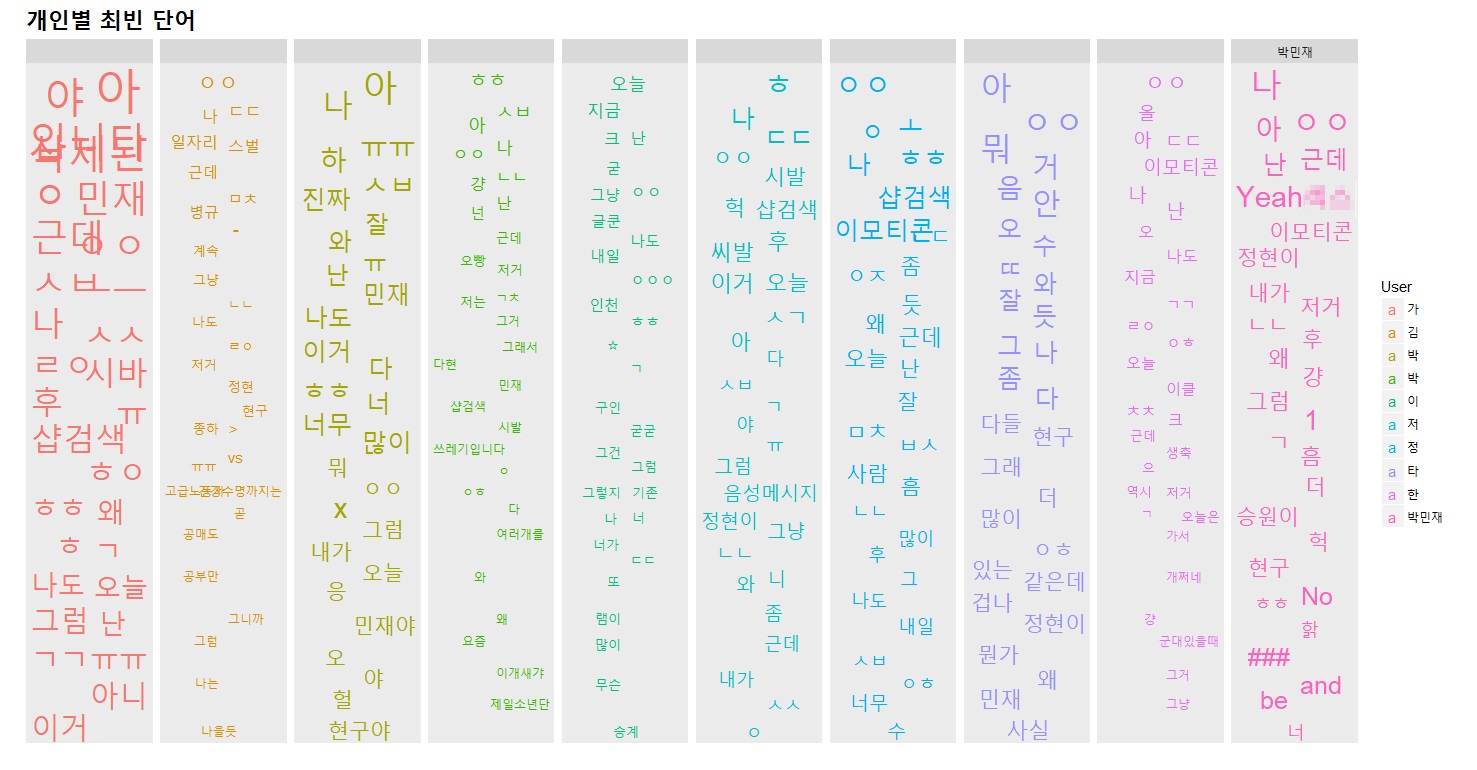 개인별 최빈 단어
박민재
야 아
입니다
삭제된
ㅇ 민재
근데 ㅇㅇ
ㅅㅂ ㅡㅡ
나 ㅅㅅ
ㄹㅇ 시바
후 ㅠ
샵검색
ㅎㅇ
ㅎㅎ 왜
ㅎ ㄱ
나도 오늘
그럼 난
ㄱㄱ ㅠㅠ
아니
이거
ㅇㅇ
나 ㄷㄷ
일자리 스벌
근데
병규 ㅁㅊ
-
계속
그냥
ㄴㄴ
나도
ㄹㅇ
저거
정현
현구
종하 >
ㅠㅠ vs
곧
공매도
공부만
그니까
그럼
나는
나을듯
아
나
ㅠㅠ
하
진짜 ㅅㅂ
잘
와
난 ㅠ
민재
나도
이거
다
ㅎㅎ 너
너무
많이
뭐
ㅇㅇ
x
그럼
내가
오늘
응
민재야
오
야
헐
현구야
ㅎㅎ
ㅅㅂ
아
ㅇㅇ 나
걍 ㄴㄴ
넌 난
근데
오빵 저거
저는 ㄱㅊ
그거
그래서
다현
민재
샵검색
시발
쓰레기입니다
ㅇ
ㅇㅎ
다
여러개를
와
왜
요즘
이개새갸
제일소년단
오늘
지금
크 난
굳
그냥 ㅇㅇ
글쿤
나도
내일
ㅇㅇㅇ
인천
ㅎㅎ
☆
ㄱ
구인
굳굳
그건
그럼
그렇지 기존
나 너
너가
ㄷㄷ
또
램이
많이
무슨
승계
ㅎ
나
ㄷㄷ
ㅇㅇ
시발
헉 샵검색
후
씨발
이거 오늘
ㅅㄱ
아
다
ㅅㅂ
ㄱ
야
ㅠ
그럼
음성메시지
정현이
그냥
ㄴㄴ
와 니
좀
근데
내가
ㅅㅅ
ㅇ
ㅇㅇ
ㅇ ㅗ
나 ㅎㅎ
샵검색
이모티콘 ㄷ
좀
ㅇㅈ
듯
왜
근데
오늘
난
잘
ㅁㅊ
ㅂㅅ
사람
흠
ㄴㄴ
많이
후
그
나도
내일
ㅅㅂ
ㅇㅎ
너무
수
아
ㅇㅇ
뭐
거
음
안
오
수
ㄸ
와
잘
듯
그
나
좀
다
다들
현구
그래
더
많이
ㅇㅎ
있는
같은데
겁나
정현이
뭔가
왜
민재
사실
ㅇㅇ
올
아 ㄷㄷ
이모티콘
나
난
오
나도
지금
ㄱㄱ
ㄹㅇ
ㅇㅎ
오늘
이클
ㅊㅊ
크
근데
생축
으
역시 저거
ㄱ
오늘은
가서
개쩌네
걍
군대있을때
그거
그냥
나
아 ㅇㅇ
난 근데
Yeah
이모티콘
정현이
내가
저거
ㄴㄴ
후
왜
걍
그럼
1
ㄱ
흠
더
승원이
헉
현구
ㅎㅎ No
핡
###
and
be
너
User
a 가
a 김
a 박
a 박
a 이
a 저
a 정
a 타
a 한
a 박민재